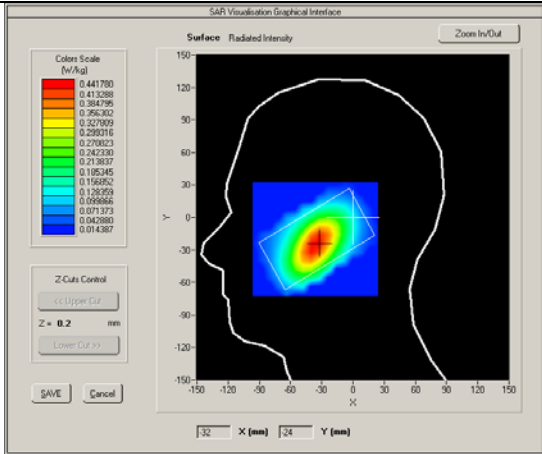 SAR Visualisation Graphical Interface
Surface Radiated Intensity
Zoom In/Out
Colors Scale
(W/kg)
0.441780
0.413288
0.384795
0.356302
0.327809
0.299316
0.270823
0.242330
0.213837
0.185345
0.156852
0.128359
0.099866
0.071373
0.042880
0.014387
150
120
90
60
30
0
-30
-60
-90
-120
-150
Y
-150 -120 -90 -60 -30 0 30 60 90 120 150
X
Z-Cuts Control
<< Upper Cut
Z = 0.2 mm
Lower Cut >>
SAVE Cancel
-32 X (mm) -24 Y (mm)